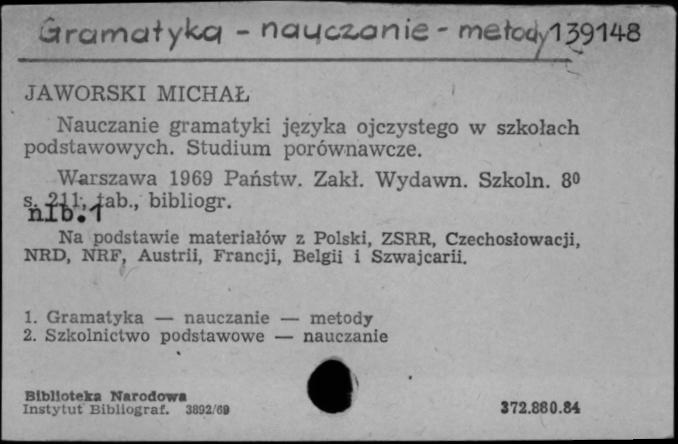 Gramatyka - nauczanie - metody 139148
JAWORSKI MICHAŁ
Nauczanie gramatyki języka ojczystego w szkołach
podstawowych. Studium porównawcze.
Warszawa 1969 Państw. Zakł. Wydawn. Szkoln. 8⁰
s. 211, tab., bibliogr.
nlb.1
Na podstawie materiałów z Polski, ZSRR, Czechosłowacji,
NRD, NRF, Austrii, Francji, Belgii i Szwajcarii.
1. Gramatyka — nauczanie — metody
2. Szkolnictwo podstawowe — nauczanie
Biblioteka Narodowa
Instytut Bibliograf. 3892/69
372.880.84